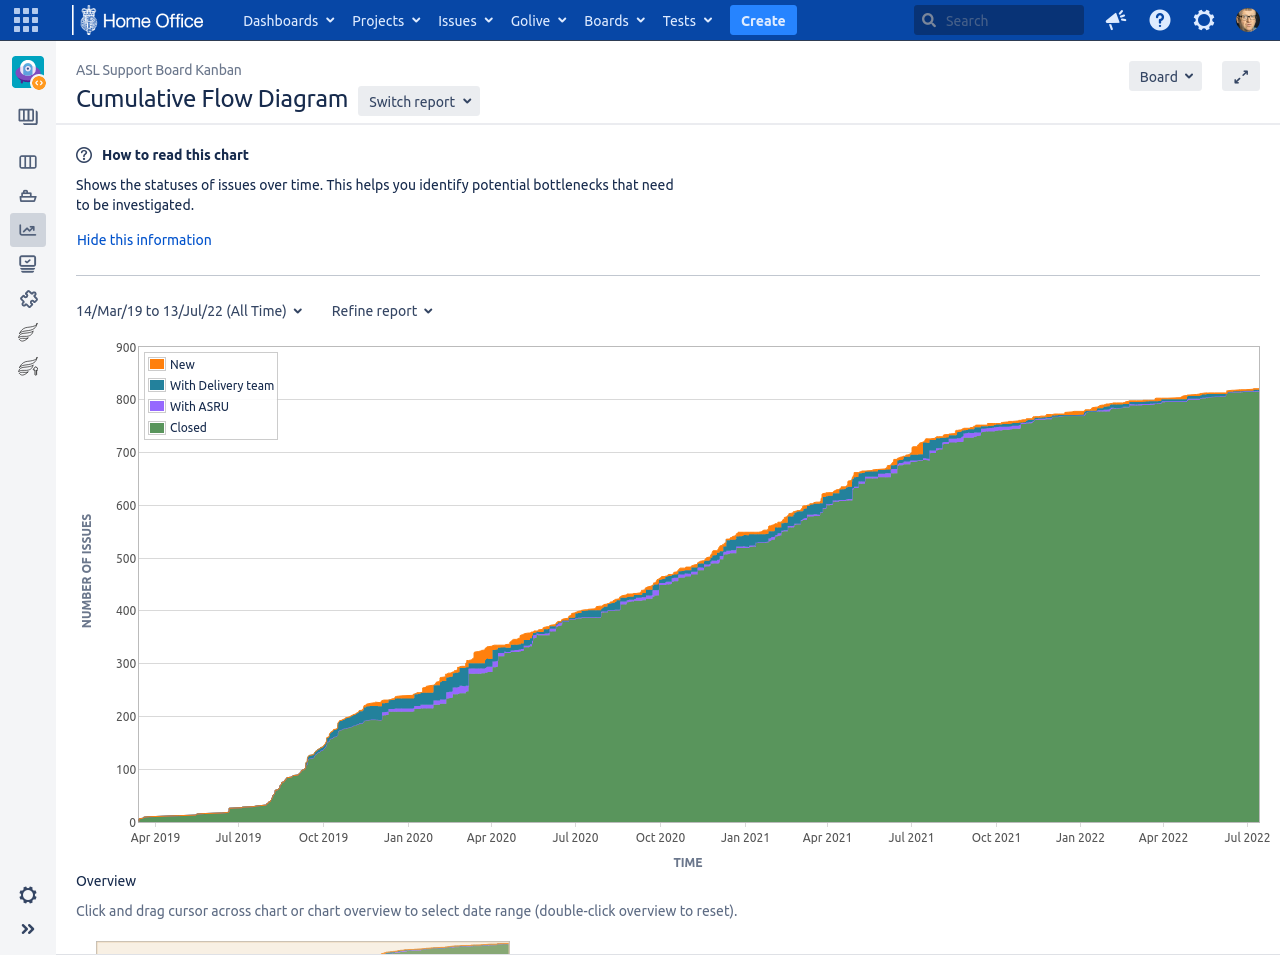 Home Office
Dashboards Projects Issues Golive Boards Tests Create
Search
ASL Support Board Kanban
Cumulative Flow Diagram
Switch report
Board
How to read this chart
Shows the statuses of issues over time. This helps you identify potential bottlenecks that need
to be investigated.
Hide this information
14/Mar/19 to 13/Jul/22 (All Time)
Refine report
900
800
700
600
500
400
300
200
100
0
NUMBER OF ISSUES
New
With Delivery team
With ASRU
Closed
Apr 2019 Jul 2019 Oct 2019 Jan 2020 Apr 2020 Jul 2020 Oct 2020 Jan 2021 Apr 2021 Jul 2021 Oct 2021 Jan 2022 Apr 2022 Jul 2022
TIME
Overview
Click and drag cursor across chart or chart overview to select date range (double-click overview to reset).